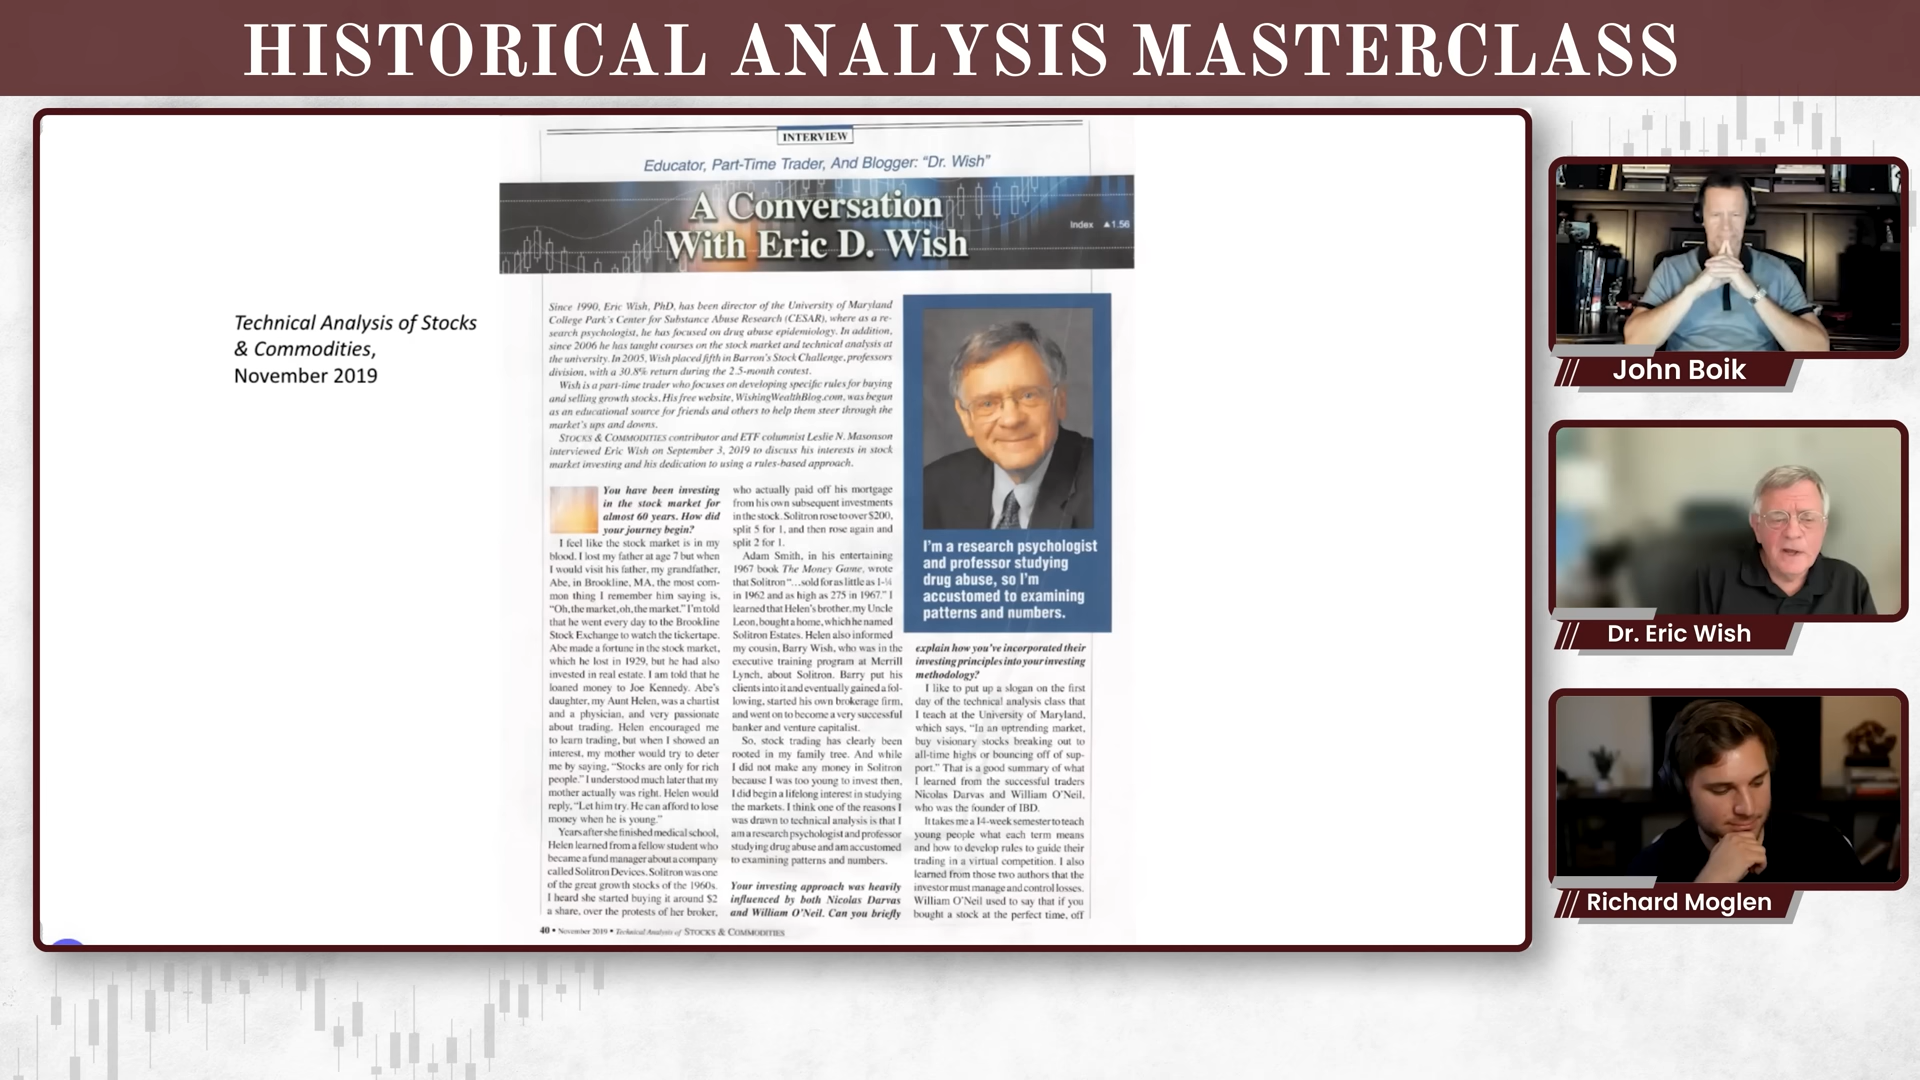 HISTORICAL ANALYSIS MASTERCLASS
Technical Analysis of Stocks
& Commodities,
November 2019
INTERVIEW
Educator, Part-Time Trader, And Blogger: “Dr. Wish”
A Conversation
With Eric D. Wish
Index ▲1.56
Since 1990, Eric Wish, PhD, has been director of the University of Maryland
College Park's Center for Substance Abuse Research (CESAR), where as a re-
search psychologist, he has focused on drug abuse epidemiology. In addition,
since 2006 he has taught courses on the stock market and technical analysis at
the university. In 2005, Wish placed fifth in Barron's Stock Challenge, professors
division, with a 30.8% return during the 2.5-month contest.
Wish is a part-time trader who focuses on developing specific rules for buying
and selling growth stocks. His free website, WishingWealthBlog.com, was begun
as an educational source for friends and others to help them steer through the
market's ups and downs.
STOCKS & COMMODITIES contributor and ETF columnist Leslie N. Masonson
interviewed Eric Wish on September 3, 2019 to discuss his interests in stock
market investing and his dedication to using a rules-based approach.
You have been investing
in the stock market for
almost 60 years. How did
your journey begin?
I feel like the stock market is in my
blood. I lost my father at age 7 but when
I would visit his father, my grandfather,
Abe, in Brookline, MA, the most com-
mon thing I remember him saying is,
“Oh, the market, oh, the market.” I'm told
that he went every day to the Brookline
Stock Exchange to watch the tickertape.
Abe made a fortune in the stock market,
which he lost in 1929, but he had also
invested in real estate. I am told that he
loaned money to Joe Kennedy. Abe's
daughter, my Aunt Helen, was a chartist
and a physician, and very passionate
about trading. Helen encouraged me
to learn trading, but when I showed an
interest, my mother would try to deter
me by saying, “Stocks are only for rich
people.” I understood much later that my
mother actually was right. Helen would
reply, “Let him try. He can afford to lose
money when he is young.”
Years after she finished medical school,
Helen learned from a fellow student who
became a fund manager about a company
called Solitron Devices. Solitron was one
of the great growth stocks of the 1960s.
I heard she started buying it around $2
a share, over the protests of her broker,
who actually paid off his mortgage
from his own subsequent investments
in the stock. Solitron rose to over $200,
split 5 for 1, and then rose again and
split 2 for 1.
Adam Smith, in his entertaining
1967 book The Money Game, wrote
that Solitron “...sold for as little as 1-¼
in 1962 and as high as 275 in 1967.” I
learned that Helen's brother, my Uncle
Leon, bought a home, which he named
Solitron Estates. Helen also informed
my cousin, Barry Wish, who was in the
executive training program at Merrill
Lynch, about Solitron. Barry put his
clients into it and eventually gained a fol-
lowing, started his own brokerage firm,
and went on to become a very successful
banker and venture capitalist.
So, stock trading has clearly been
rooted in my family tree. And while
I did not make any money in Solitron
because I was too young to invest then,
I did begin a lifelong interest in studying
the markets. I think one of the reasons I
was drawn to technical analysis is that I
am a research psychologist and professor
studying drug abuse and am accustomed
to examining patterns and numbers.
Your investing approach was heavily
influenced by both Nicolas Darvas
and William O'Neil. Can you briefly
I'm a research psychologist
and professor studying
drug abuse, so I'm
accustomed to examining
patterns and numbers.
explain how you've incorporated their
investing principles into your investing
methodology?
I like to put up a slogan on the first
day of the technical analysis class that
I teach at the University of Maryland,
which says, “In an uptrending market,
buy visionary stocks breaking out to
all-time highs or bouncing off of sup-
port.” That is a good summary of what
I learned from the successful traders
Nicolas Darvas and William O'Neil,
who was the founder of IBD.
It takes me a 14-week semester to teach
young people what each term means
and how to develop rules to guide their
trading in a virtual competition. I also
learned from those two authors that the
investor must manage and control losses.
William O'Neil used to say that if you
bought a stock at the perfect time, off
40 • November 2019 • Technical Analysis of STOCKS & COMMODITIES
John Boik
Dr. Eric Wish
Richard Moglen